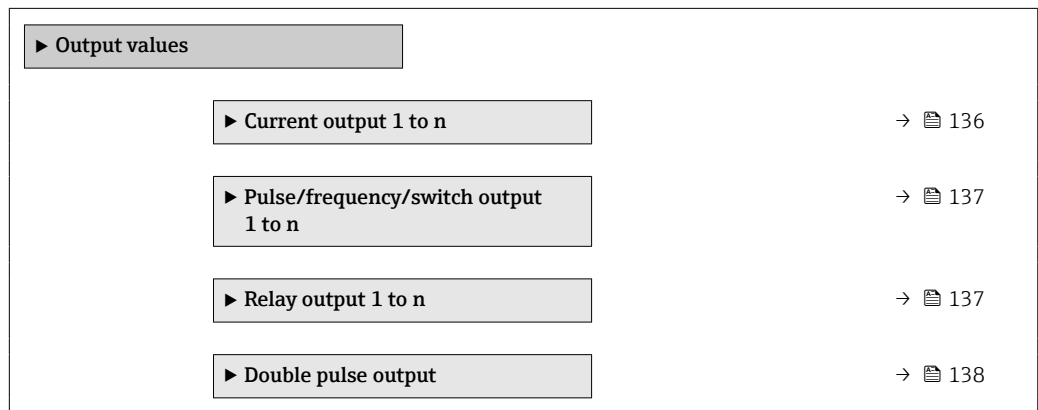 ► Output values
► Current output 1 to n → 136
► Pulse/frequency/switch output → 137
1 to n
► Relay output 1 to n → 137
► Double pulse output → 138